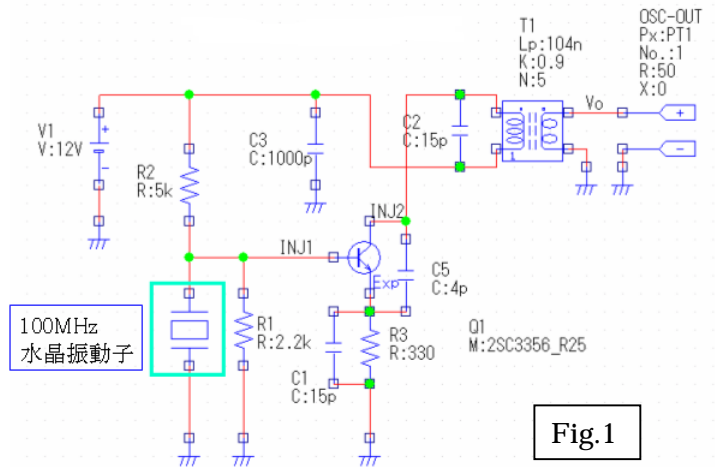 T1
Lp:104n
K:0.9
N:5
OSC-OUT
Px:PT1
No.:1
R:50
X:0
Vo
V1
V:12V
+
-
C3
C:1000p
C2
C:15p
1
+
-
R2
R:5k
INJ2
INJ1
Exp
C5
C:4p
100MHz
水晶振動子
R1
R:2.2k
R3
R:330
C1
C:15p
Q1
M:2SC3356_R25
Fig.1